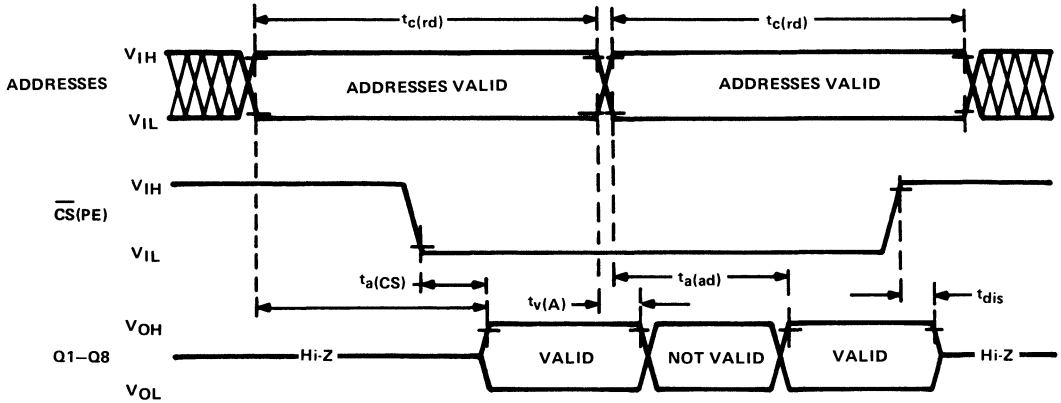 tc(rd) tc(rd)
VIH
ADDRESSES ADDRESSES VALID ADDRESSES VALID
VIL
VIH
CS(PE)
VIL
ta(CS) ta(ad)
tv(A) tdis
VOH
Q1–Q8 Hi-Z VALID NOT VALID VALID Hi-Z
VOL